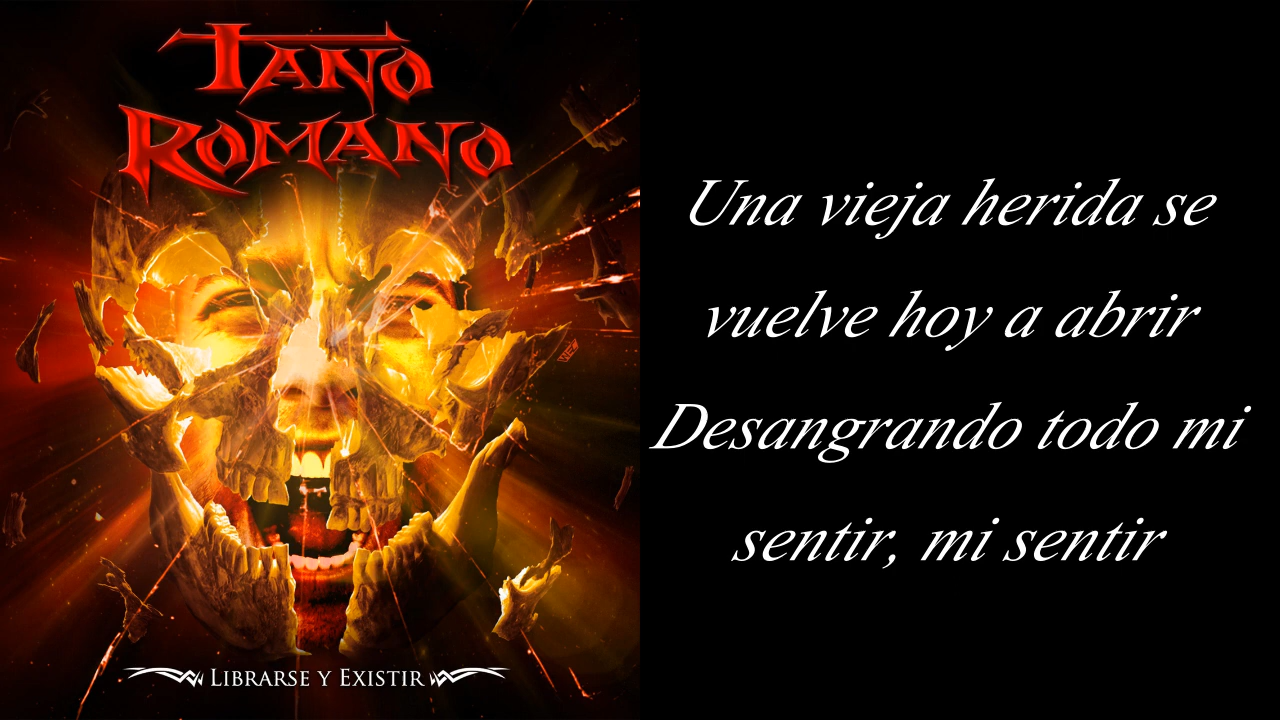 TANO
ROMANO
LIBRARSE Y EXISTIR
Una vieja herida se
vuelve hoy a abrir
Desangrando todo mi
sentir, mi sentir